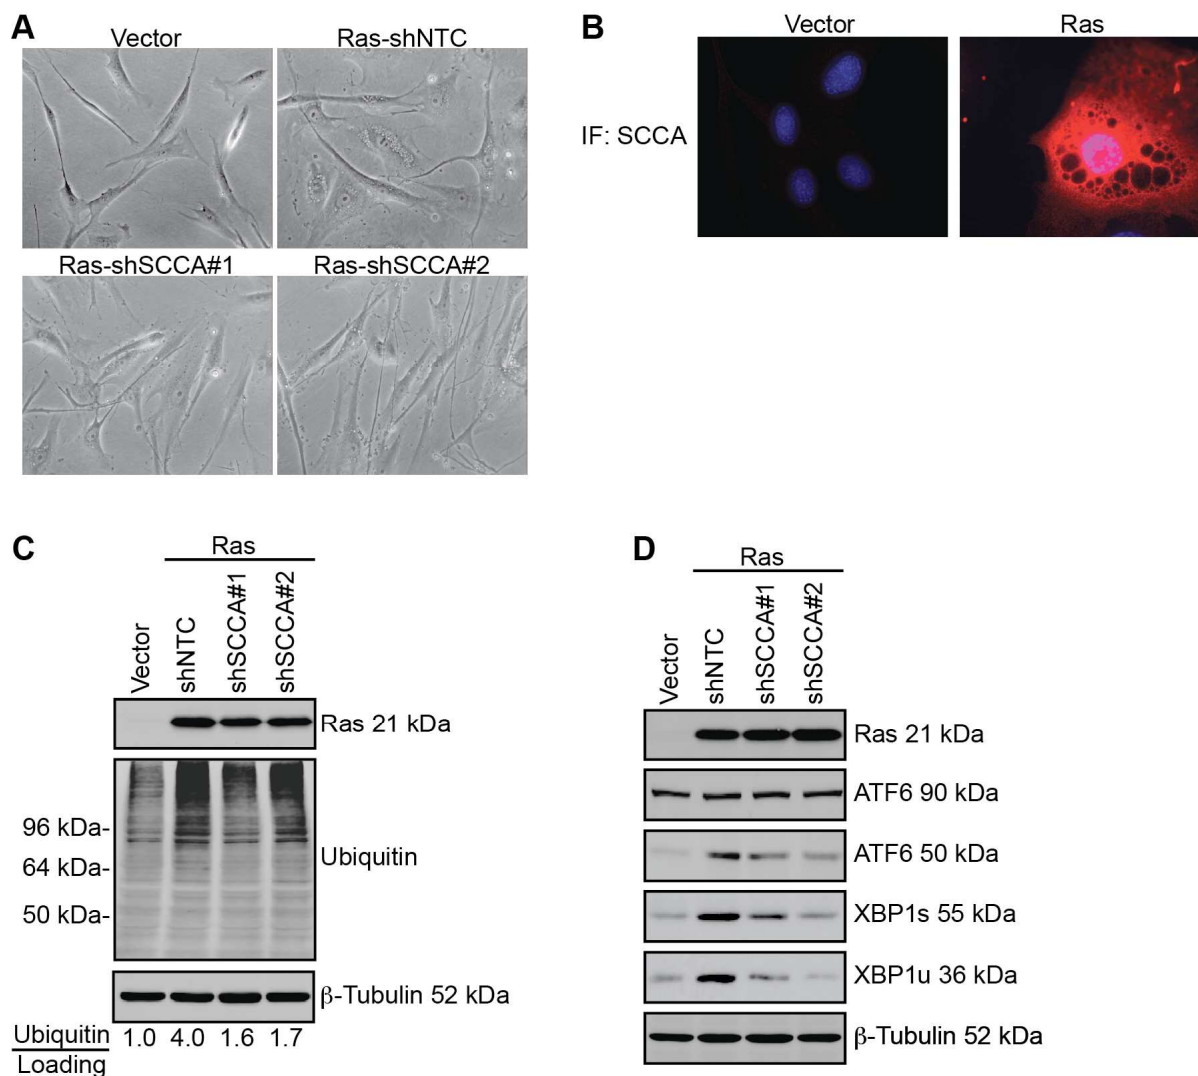 A
Vector
Ras-shNTC
Ras-shSCCA#1
Ras-shSCCA#2
B
Vector
Ras
IF: SCCA
C
Ras
Vector
shNTC
shSCCA#1
shSCCA#2
Ras 21 kDa
96 kDa-
64 kDa-
50 kDa-
Ubiquitin
β-Tubulin 52 kDa
Ubiquitin 1.0 4.0 1.6 1.7
Loading
D
Ras
Vector
shNTC
shSCCA#1
shSCCA#2
Ras 21 kDa
ATF6 90 kDa
ATF6 50 kDa
XBP1s 55 kDa
XBP1u 36 kDa
β-Tubulin 52 kDa